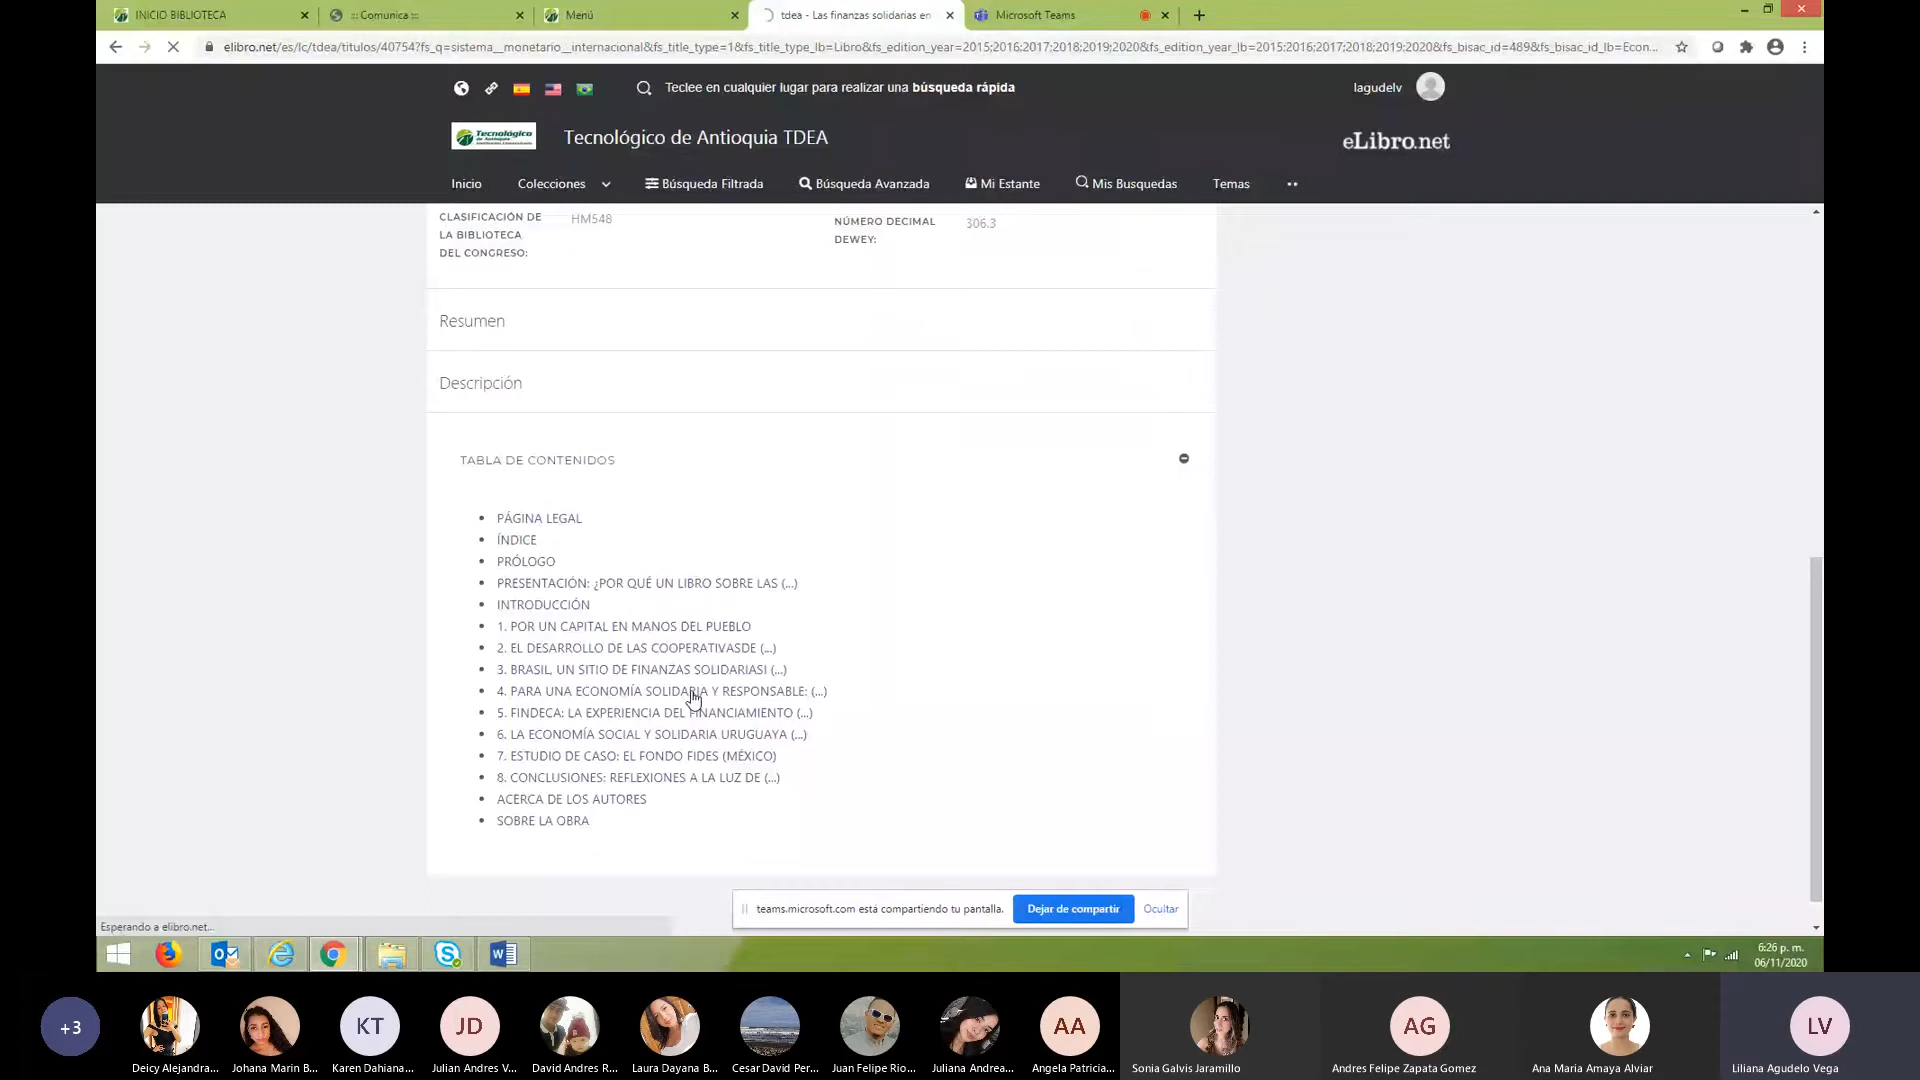 INICIO BIBLIOTECA
::: Comunica :::
Menú
tdea - Las finanzas solidarias en
Microsoft Teams
elibro.net/es/lc/tdea/titulos/40754?fs_q=sistema__monetario__internacional&fs_title_type=1&fs_title_type_lb=Libro&fs_edition_year=2015;2016;2017;2018;2019;2020&fs_edition_year_lb=2015;2016;2017;2018;2019;2020&fs_bisac_id=489&fs_bisac_id_lb=Econ...
Teclee en cualquier lugar para realizar una búsqueda rápida
lagudelv
Tecnológico de Antioquia
Tecnológico de Antioquia TDEA
eLibro.net
Inicio
Colecciones
Búsqueda Filtrada
Búsqueda Avanzada
Mi Estante
Mis Busquedas
Temas
CLASIFICACIÓN DE
LA BIBLIOTECA
DEL CONGRESO:
HM548
NÚMERO DECIMAL
DEWEY:
306.3
Resumen
Descripción
TABLA DE CONTENIDOS
• PÁGINA LEGAL
• ÍNDICE
• PRÓLOGO
• PRESENTACIÓN: ¿POR QUÉ UN LIBRO SOBRE LAS (...)
• INTRODUCCIÓN
• 1. POR UN CAPITAL EN MANOS DEL PUEBLO
• 2. EL DESARROLLO DE LAS COOPERATIVASDE (...)
• 3. BRASIL, UN SITIO DE FINANZAS SOLIDARIASI (...)
• 4. PARA UNA ECONOMÍA SOLIDARIA Y RESPONSABLE: (...)
• 5. FINDECA: LA EXPERIENCIA DEL FINANCIAMIENTO (...)
• 6. LA ECONOMÍA SOCIAL Y SOLIDARIA URUGUAYA (...)
• 7. ESTUDIO DE CASO: EL FONDO FIDES (MÉXICO)
• 8. CONCLUSIONES: REFLEXIONES A LA LUZ DE (...)
• ACERCA DE LOS AUTORES
• SOBRE LA OBRA
teams.microsoft.com está compartiendo tu pantalla.
Dejar de compartir
Ocultar
Esperando a elibro.net...
6:26 p. m.
06/11/2020
+3
KT
JD
AA
AG
LV
Deicy Alejandra...
Johana Marin B...
Karen Dahiana...
Julian Andres V...
David Andres R...
Laura Dayana B...
Cesar David Per...
Juan Felipe Rio...
Juliana Andrea...
Angela Patricia...
Sonia Galvis Jaramillo
Andres Felipe Zapata Gomez
Ana Maria Amaya Alviar
Liliana Agudelo Vega